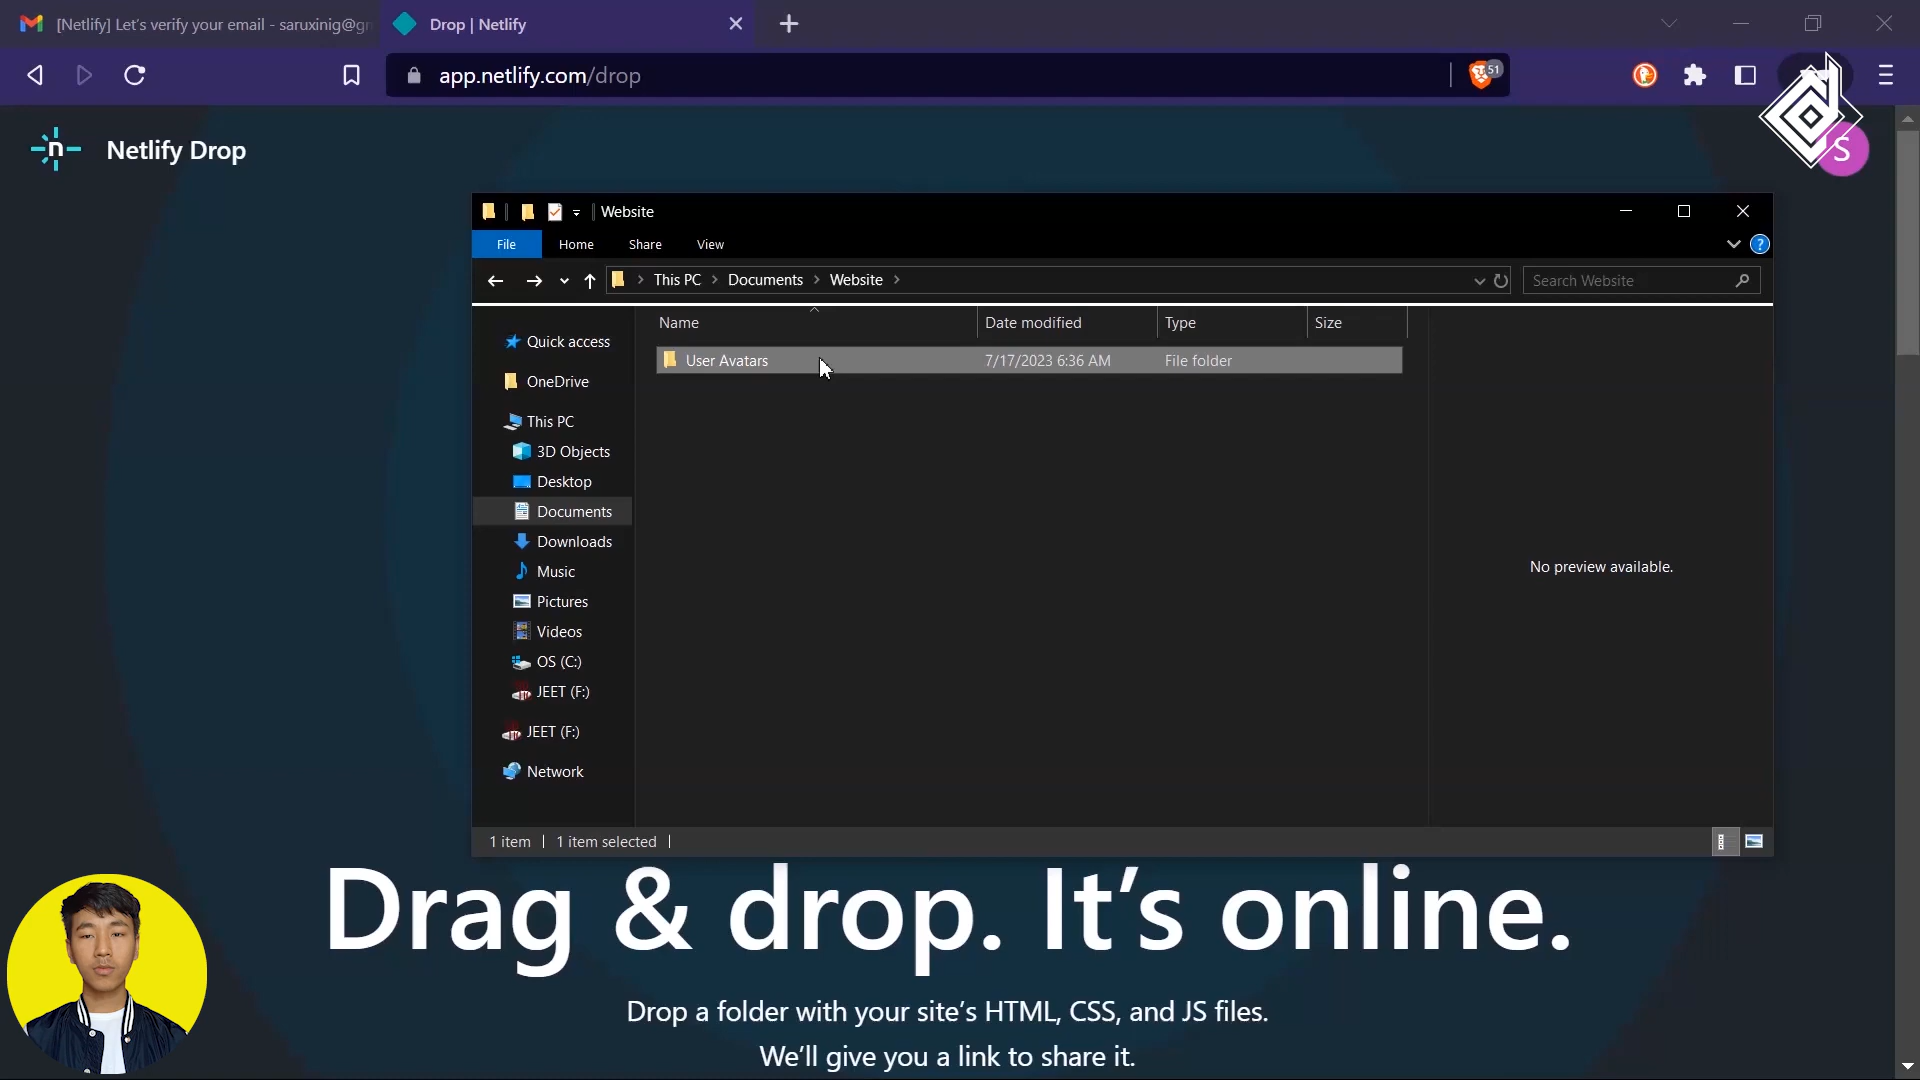 [Netlify] Let's verify your email - saruxinig@g
Drop | Netlify
app.netlify.com/drop
51
n
Netlify Drop
S
Website
File
Home
Share
View
?
This PC
Documents
Website
Search Website
Name
Date modified
Type
Size
Quick access
User Avatars
7/17/2023 6:36 AM
File folder
OneDrive
This PC
3D Objects
Desktop
Documents
Downloads
No preview available.
Music
Pictures
Videos
OS (C:)
JEET (F:)
JEET (F:)
Network
1 item
1 item selected
Drag & drop. It’s online.
Drop a folder with your site’s HTML, CSS, and JS files.
We’ll give you a link to share it.